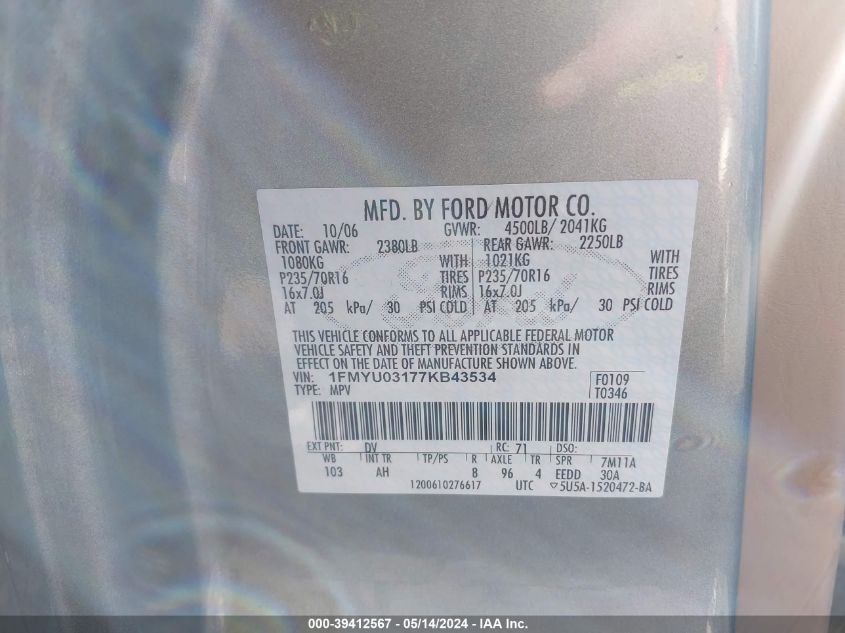 MFD. BY FORD MOTOR CO.
DATE: 10/06 GVWR: 4500LB/ 2041KG
FRONT GAWR: 2380LB REAR GAWR: 2250LB
1080KG WITH 1021KG WITH
P235/70R16 TIRES P235/70R16 TIRES
16x7.0J RIMS 16x7.0J RIMS
AT 205 kPa/ 30 PSI COLD AT 205 kPa/ 30 PSI COLD
THIS VEHICLE CONFORMS TO ALL APPLICABLE FEDERAL MOTOR
VEHICLE SAFETY AND THEFT PREVENTION STANDARDS IN
EFFECT ON THE DATE OF MANUFACTURE SHOWN ABOVE.
VIN: 1FMYU03177KB43534 F0109
TYPE: MPV T0346
EXT PNT: DV RC: 71 DSO:
WB INT TR TP/PS R AXLE TR SPR 7M11A
103 AH 8 96 4 EEDD 30A
1200610276617 UTC ▽5U5A-1520472-BA
000-39412567 - 05/14/2024 - IAA Inc.